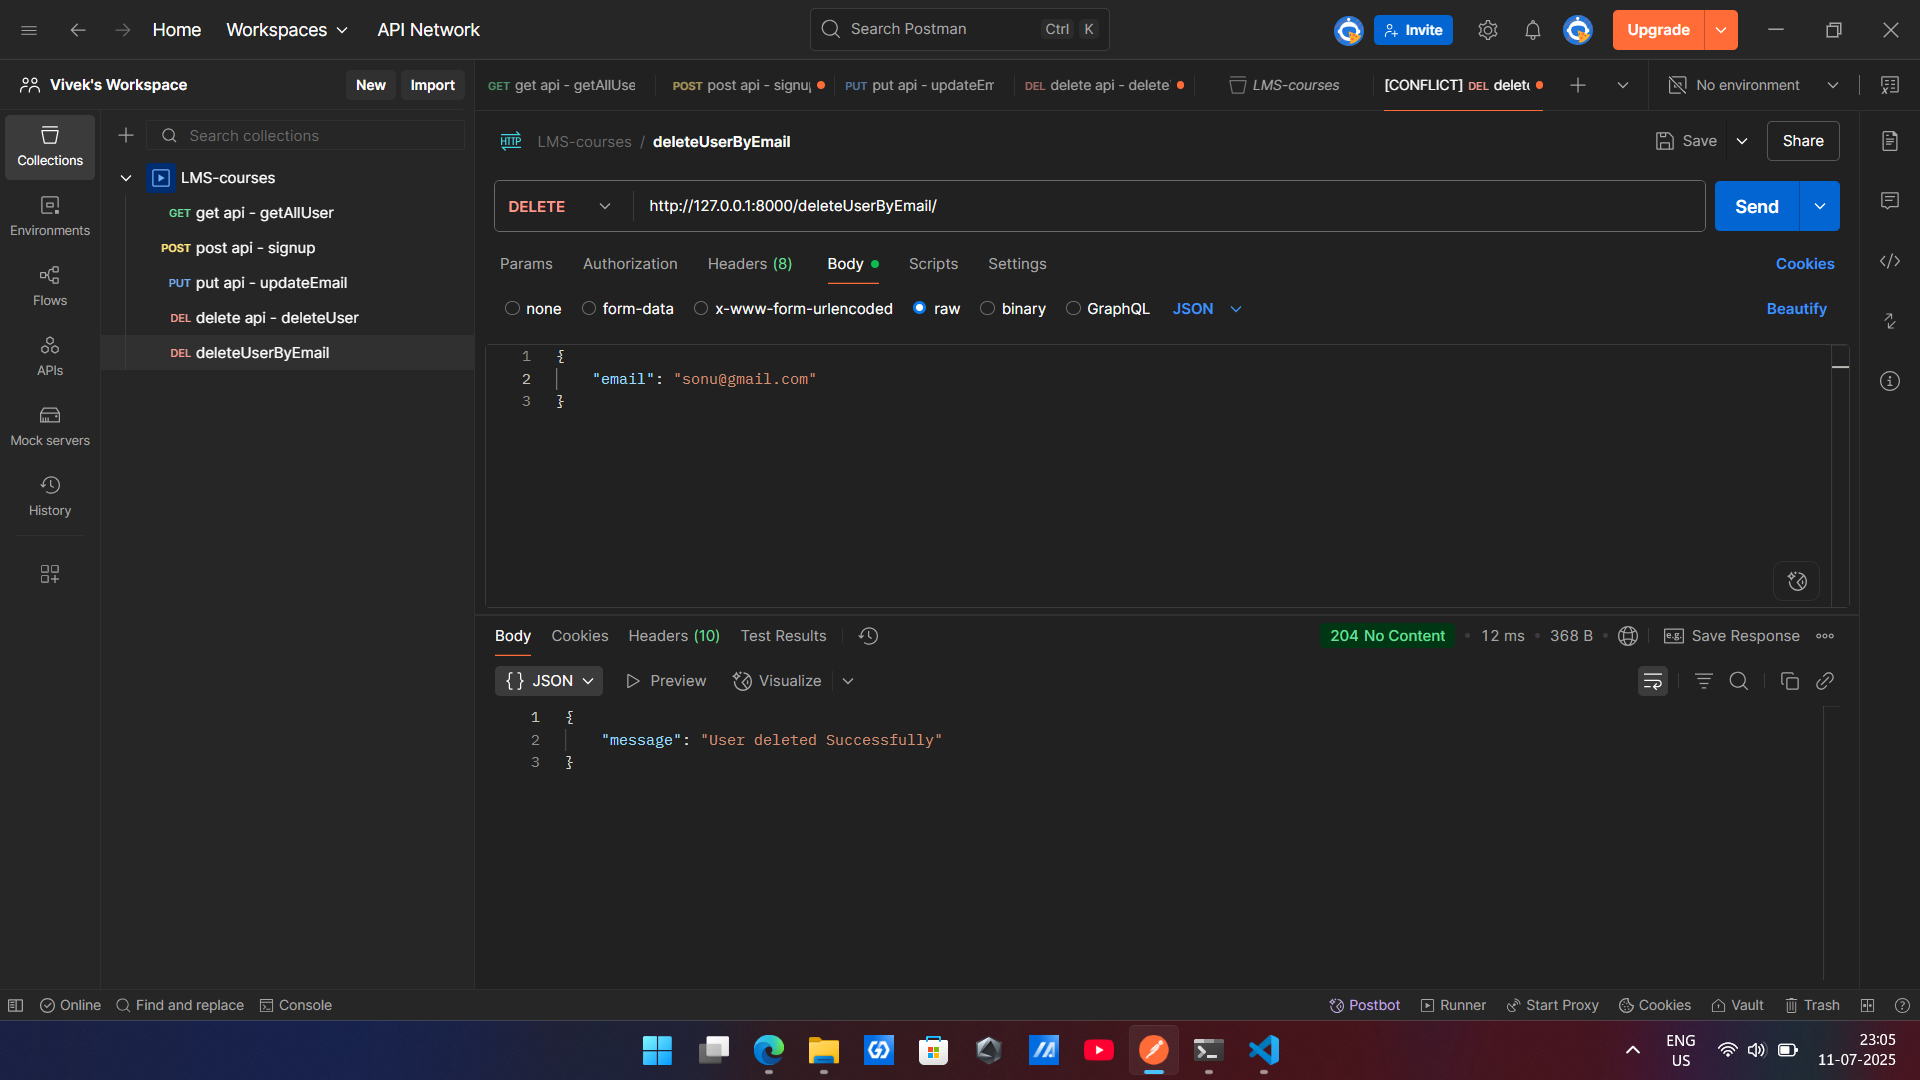 Home
Workspaces
API Network
Search Postman
Ctrl K
Invite
Upgrade
Vivek's Workspace
New
Import
GET get api - getAllUse
POST post api - signu
PUT put api - updateEm
DEL delete api - delete
LMS-courses
[CONFLICT] DEL delet
No environment
Collections
Search collections
LMS-courses
GET get api - getAllUser
POST post api - signup
PUT put api - updateEmail
DEL delete api - deleteUser
DEL deleteUserByEmail
Environments
Flows
APIs
Mock servers
History
HTTP LMS-courses / deleteUserByEmail
Save
Share
DELETE
http://127.0.0.1:8000/deleteUserByEmail/
Send
Params
Authorization
Headers (8)
Body
Scripts
Settings
Cookies
none
form-data
x-www-form-urlencoded
raw
binary
GraphQL
JSON
Beautify
1 {
2 "email": "sonu@gmail.com"
3 }
Body
Cookies
Headers (10)
Test Results
204 No Content
12 ms
368 B
e.g. Save Response
{} JSON
Preview
Visualize
1 {
2 "message": "User deleted Successfully"
3 }
Online
Find and replace
Console
Postbot
Runner
Start Proxy
Cookies
Vault
Trash
ENG
US
23:05
11-07-2025